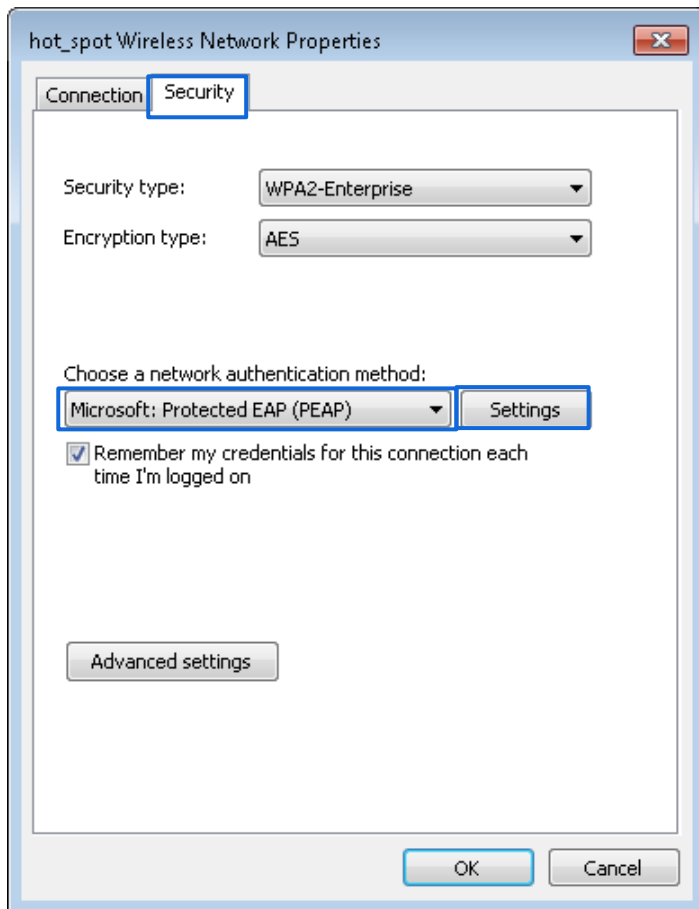 hot_spot Wireless Network Properties
Connection
Security
Security type:
WPA2-Enterprise
Encryption type:
AES
Choose a network authentication method:
Microsoft: Protected EAP (PEAP)
Settings
Remember my credentials for this connection each
time I'm logged on
Advanced settings
OK
Cancel